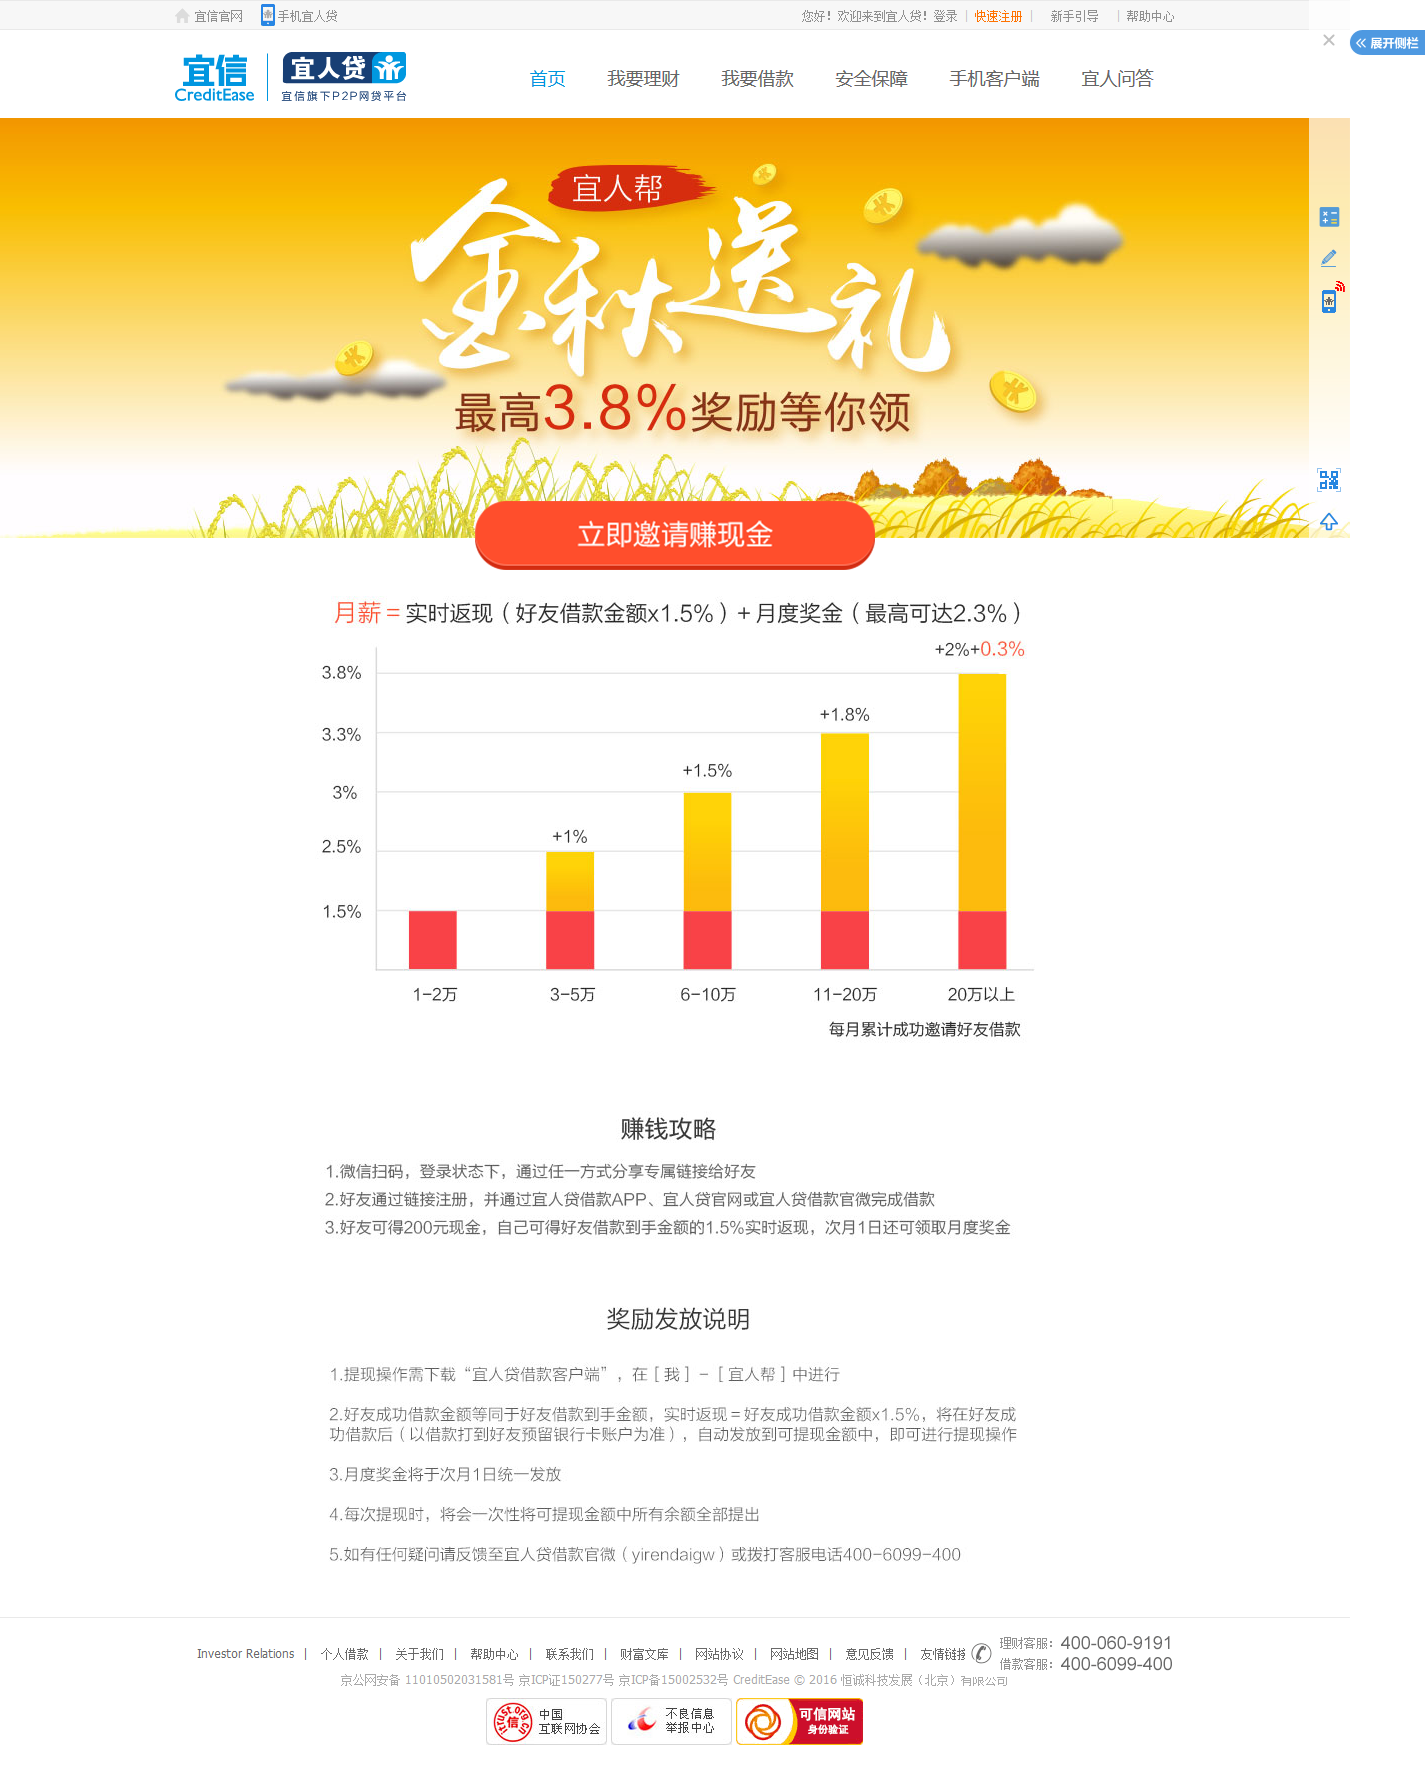 宜信官网 手机宜人贷 您好！欢迎来到宜人贷！登录 | 快速注册 | 新手引导 | 帮助中心
展开侧栏
宜信 CreditEase 宜人贷 宜信旗下P2P网贷平台
首页 我要理财 我要借款 安全保障 手机客户端 宜人问答
宜人帮
金秋送礼
最高3.8%奖励等你领
立即邀请赚现金
月薪＝实时返现（好友借款金额x1.5%）+ 月度奖金（最高可达2.3%）
+2%+0.3%
3.8%
+1.8%
3.3%
+1.5%
3%
+1%
2.5%
1.5%
1-2万 3-5万 6-10万 11-20万 20万以上
每月累计成功邀请好友借款
赚钱攻略
1.微信扫码，登录状态下，通过任一方式分享专属链接给好友
2.好友通过链接注册，并通过宜人贷借款APP、宜人贷官网或宜人贷借款官微完成借款
3.好友可得200元现金，自己可得好友借款到手金额的1.5%实时返现，次月1日还可领取月度奖金
奖励发放说明
1.提现操作需下载“宜人贷借款客户端”，在［我］-［宜人帮］中进行
2.好友成功借款金额等同于好友借款到手金额，实时返现＝好友成功借款金额x1.5%，将在好友成
功借款后（以借款打到好友预留银行卡账户为准），自动发放到可提现金额中，即可进行提现操作
3.月度奖金将于次月1日统一发放
4.每次提现时，将会一次性将可提现金额中所有余额全部提出
5.如有任何疑问请反馈至宜人贷借款官微（yirendaigw）或拨打客服电话400-6099-400
Investor Relations | 个人借款 | 关于我们 | 帮助中心 | 联系我们 | 财富文库 | 网站协议 | 网站地图 | 意见反馈 | 友情链接
理财客服：400-060-9191
借款客服：400-6099-400
京公网安备 11010502031581号 京ICP证150277号 京ICP备15002532号 CreditEase © 2016 恒诚科技发展（北京）有限公司
中国
互联网协会
不良信息
举报中心
可信网站
身份验证